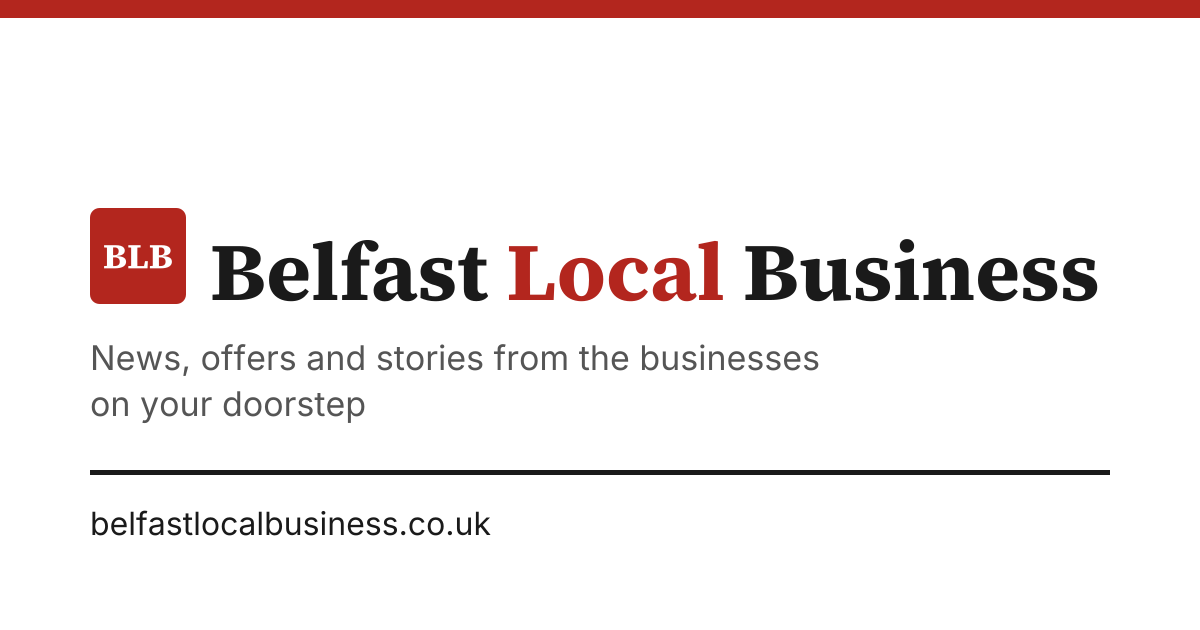 BLB
Belfast Local Business
News, offers and stories from the businesses
on your doorstep
belfastlocalbusiness.co.uk